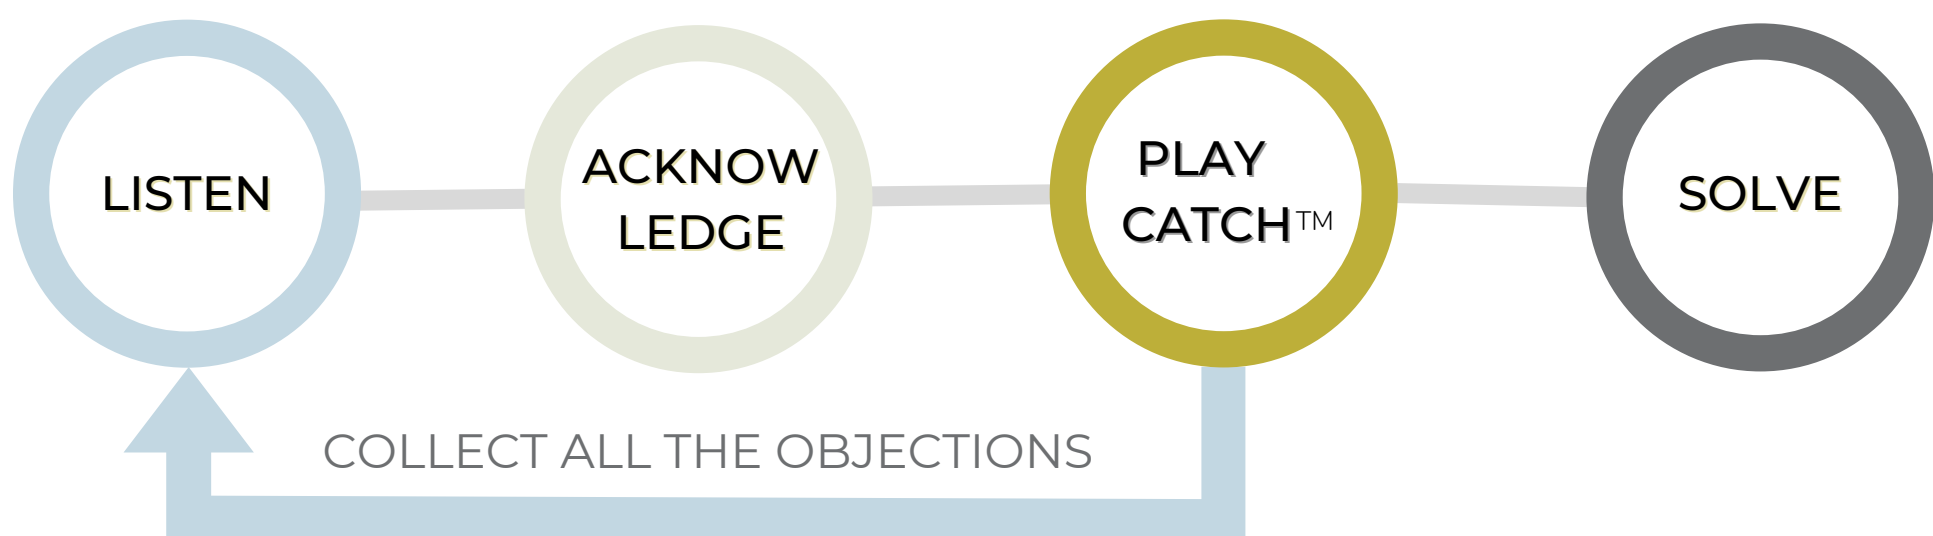 LISTEN
ACKNOW
LEDGE
PLAY
CATCH™
SOLVE
COLLECT ALL THE OBJECTIONS